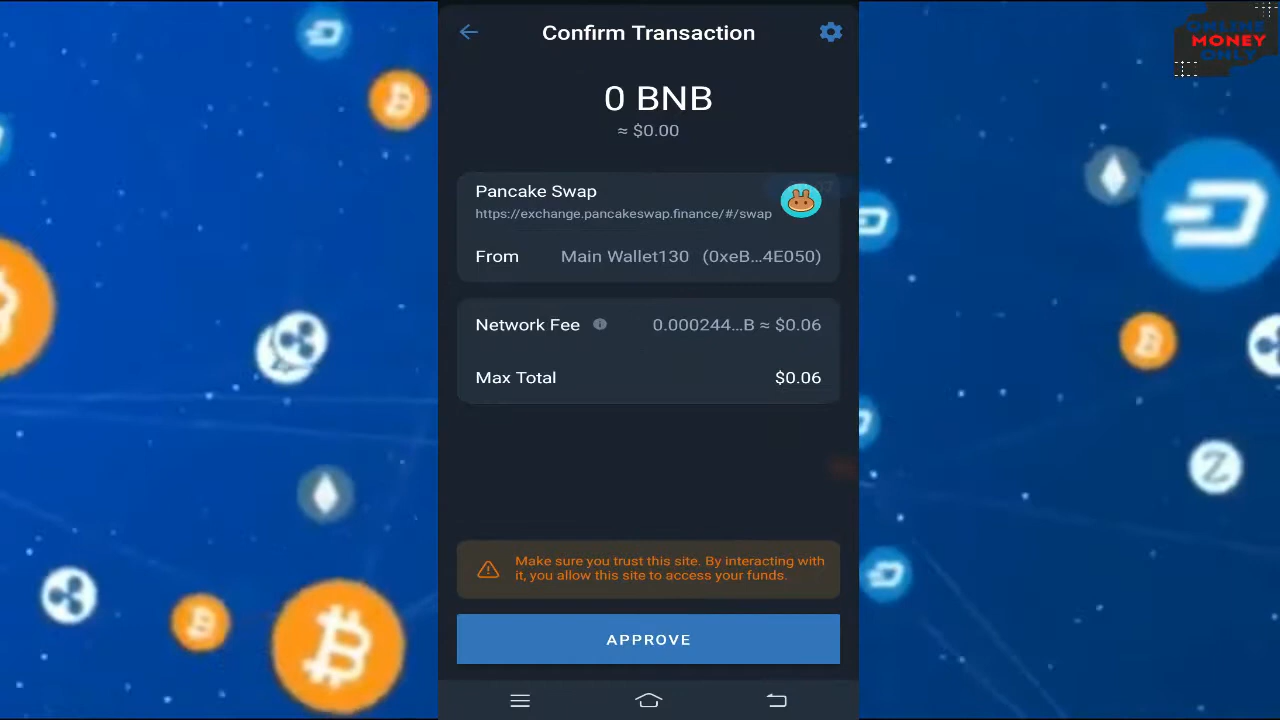 ONLINE
MONEY
ONLY
Confirm Transaction
0 BNB
≈ $0.00
Pancake Swap
https://exchange.pancakeswap.finance/#/swap
From Main Wallet130 (0xeB...4E050)
Network Fee 0.000244...B ≈ $0.06
Max Total $0.06
Make sure you trust this site. By interacting with
it, you allow this site to access your funds.
APPROVE